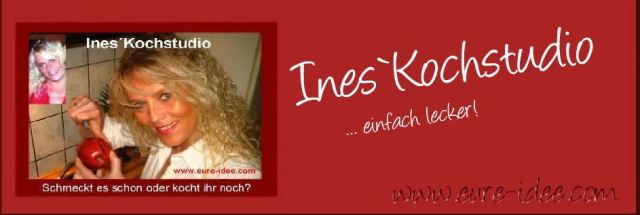 Ines´Kochstudio
www.eure-idee.com
Schmeckt es schon oder kocht ihr noch?
Ines`Kochstudio
... einfach lecker!
www.eure-idee.com